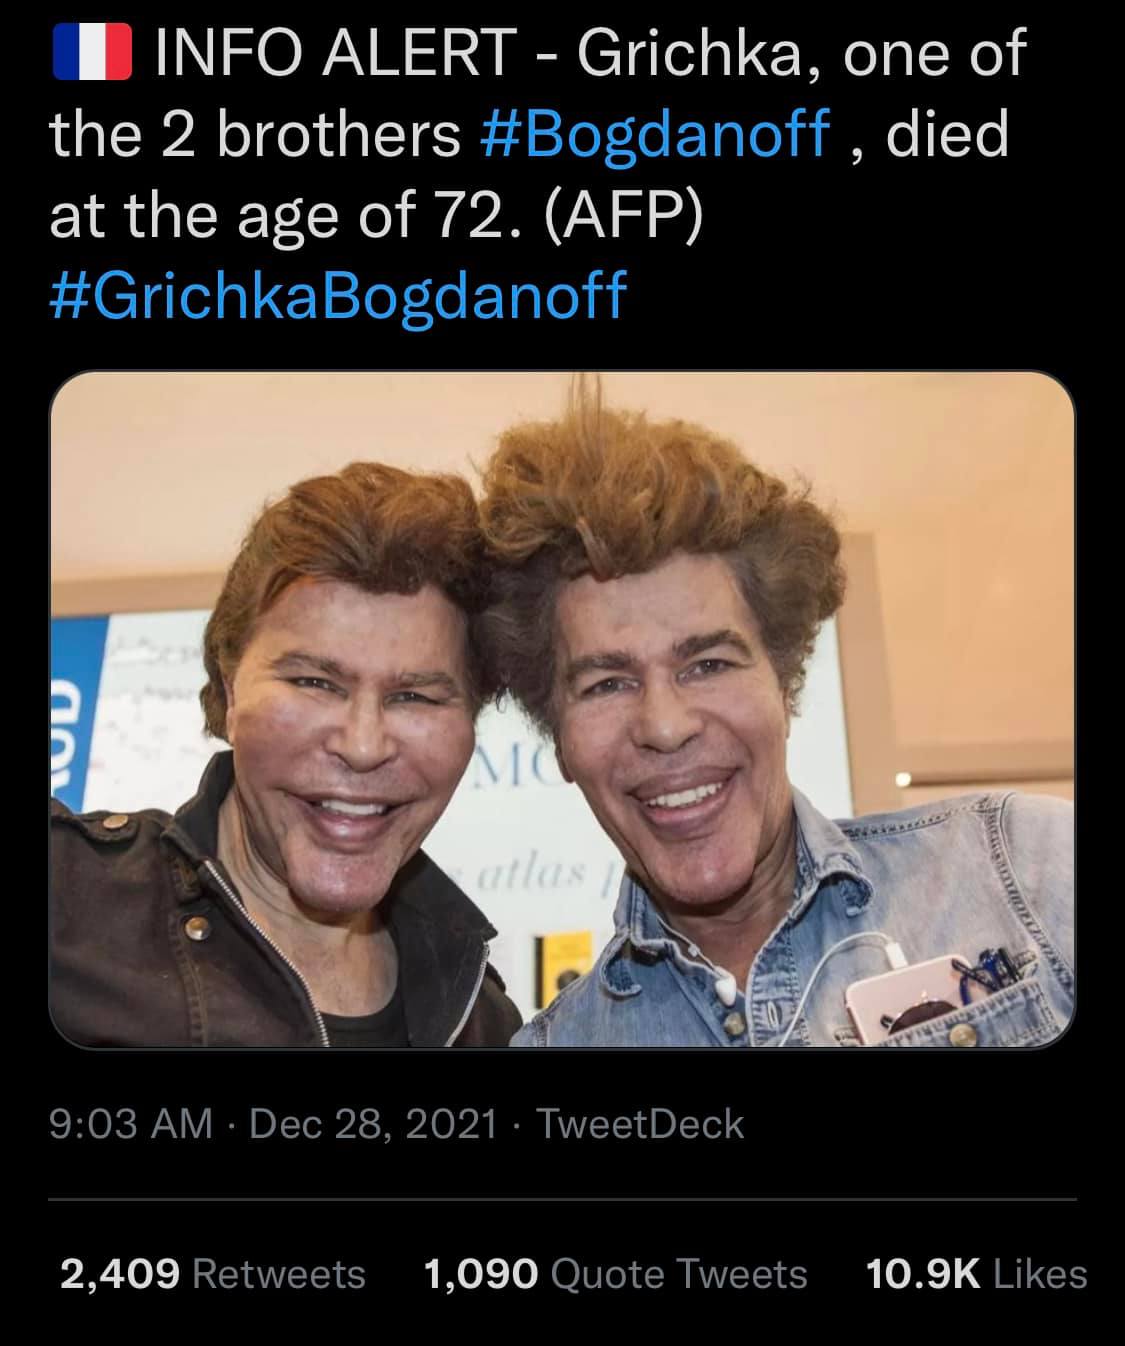 🇫🇷 INFO ALERT - Grichka, one of
the 2 brothers #Bogdanoff , died
at the age of 72. (AFP)
#GrichkaBogdanoff
MO
atlas
9:03 AM · Dec 28, 2021 · TweetDeck
2,409 Retweets 1,090 Quote Tweets 10.9K Likes